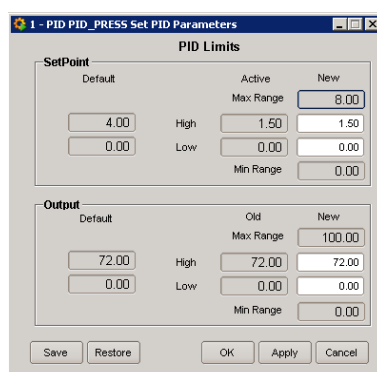 1 - PID PID_PRESS Set PID Parameters
PID Limits
SetPoint
Default Active New
Max Range 8.00
4.00 High 1.50 1.50
0.00 Low 0.00 0.00
Min Range 0.00
Output
Default Old New
Max Range 100.00
72.00 High 72.00 72.00
0.00 Low 0.00 0.00
Min Range 0.00
Save Restore OK Apply Cancel